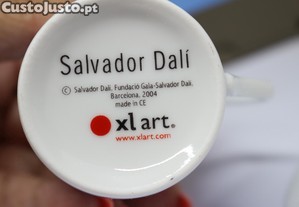 CustoJusto.pt
Salvador Dalí
© Salvador Dalí. Fundació Gala-Salvador Dalí.
Barcelona, 2004
made in CE
xl art®
www.xlart.com